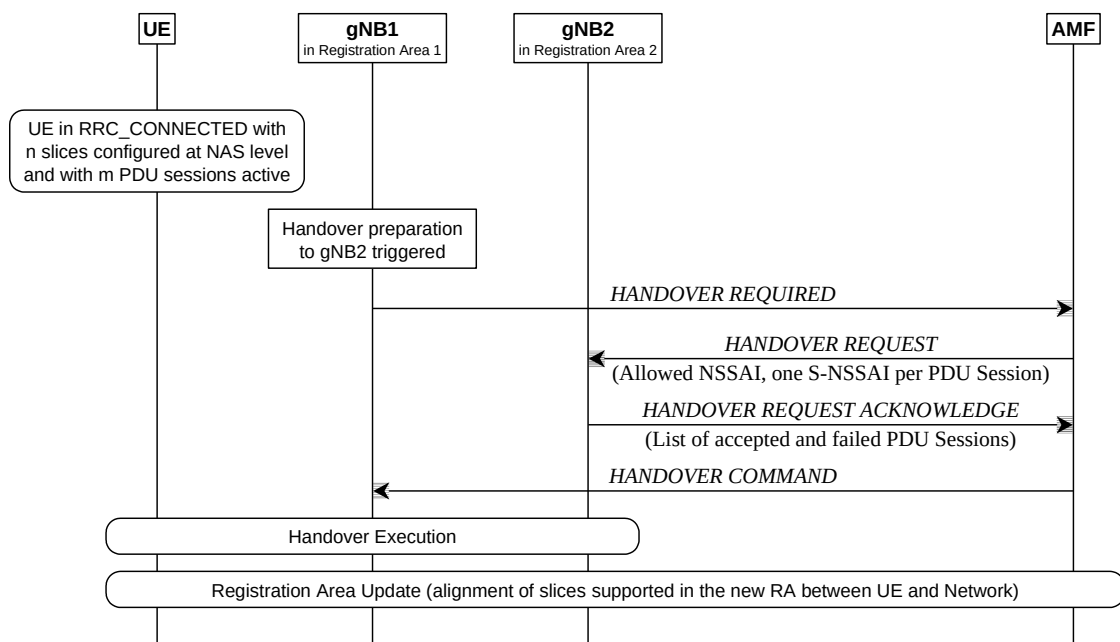 UE
gNB1
in Registration Area 1
gNB2
in Registration Area 2
AMF
UE in RRC_CONNECTED with
n slices configured at NAS level
and with m PDU sessions active
Handover preparation
to gNB2 triggered
HANDOVER REQUIRED
HANDOVER REQUEST
(Allowed NSSAI, one S-NSSAI per PDU Session)
HANDOVER REQUEST ACKNOWLEDGE
(List of accepted and failed PDU Sessions)
HANDOVER COMMAND
Handover Execution
Registration Area Update (alignment of slices supported in the new RA between UE and Network)